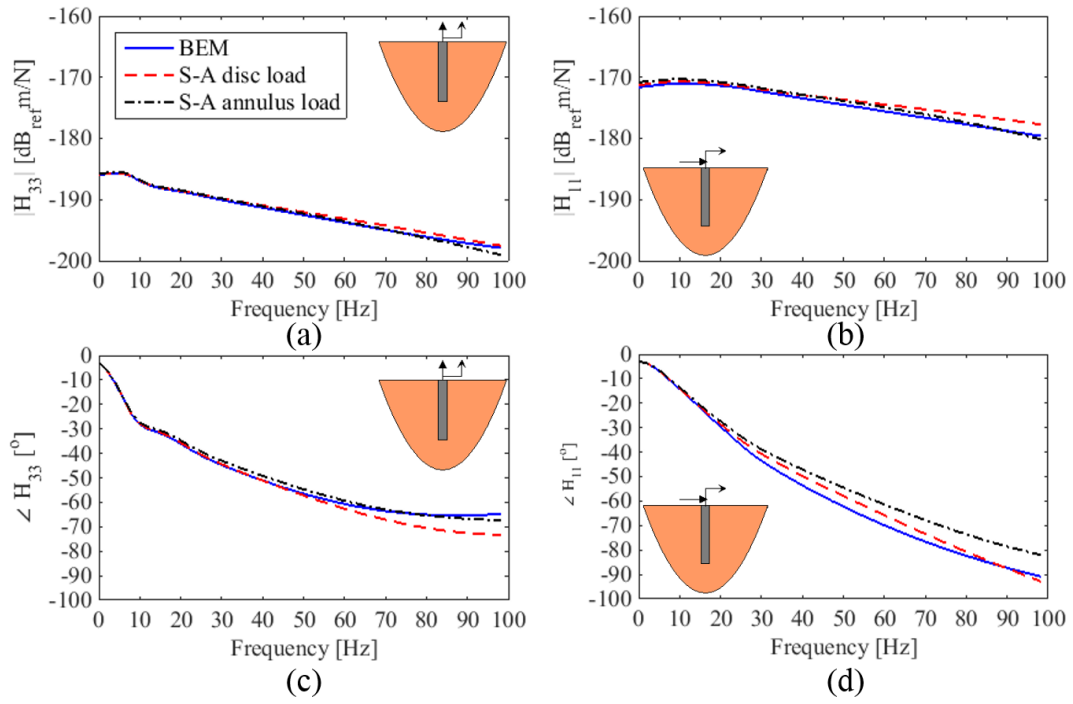 -160
-170
-180
-190
-200
|H33| [dBref m/N]
BEM
S-A disc load
S-A annulus load
0 10 20 30 40 50 60 70 80 90 100
Frequency [Hz]
(a)
-160
-170
-180
-190
-200
|H11| [dBref m/N]
0 10 20 30 40 50 60 70 80 90 100
Frequency [Hz]
(b)
0
-10
-20
-30
-40
-50
-60
-70
-80
-90
-100
∠ H33 [o]
0 10 20 30 40 50 60 70 80 90 100
Frequency [Hz]
(c)
0
-10
-20
-30
-40
-50
-60
-70
-80
-90
-100
∠ H11 [o]
0 10 20 30 40 50 60 70 80 90 100
Frequency [Hz]
(d)